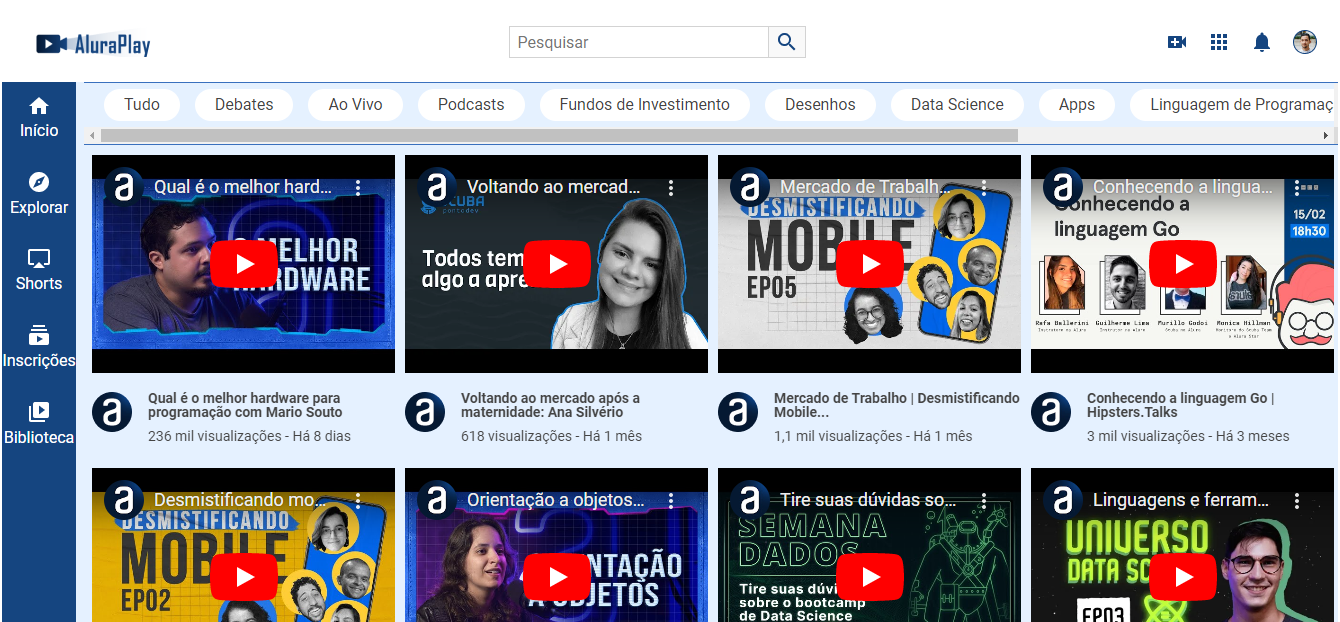 AluraPlay
Pesquisar
Início
Explorar
Shorts
Inscrições
Biblioteca
Tudo
Debates
Ao Vivo
Podcasts
Fundos de Investimento
Desenhos
Data Science
Apps
Linguagem de Programaç
a Qual é o melhor hard...
O MELHOR
HARDWARE
a Voltando ao mercad...
Todos tem
algo a apre
a Mercado de Trabalh...
DESMISTIFICANDO
MOBILE
EP05
a Conhecendo a lingua...
Conhecendo a
linguagem Go
15/02
18h30
Rafa Ballerini
Guilherme Lima
Murillo Godoi
Monica Hillman
a Qual é o melhor hardware para
programação com Mario Souto
236 mil visualizações - Há 8 dias
a Voltando ao mercado após a
maternidade: Ana Silvério
618 visualizações - Há 1 mês
a Mercado de Trabalho | Desmistificando
Mobile...
1,1 mil visualizações - Há 1 mês
a Conhecendo a linguagem Go |
Hipsters.Talks
3 mil visualizações - Há 3 meses
a Desmistificando mo...
DESMISTIFICANDO
MOBILE
EP02
a Orientação a objetos...
NTAÇÃO
A OBJETOS
a Tire suas dúvidas so...
SEMANA
DADOS
Tire suas dúvi
sobre o bootcamp
de Data Science
a Linguagens e ferram...
UNIVERSO
DATA SC
EP03